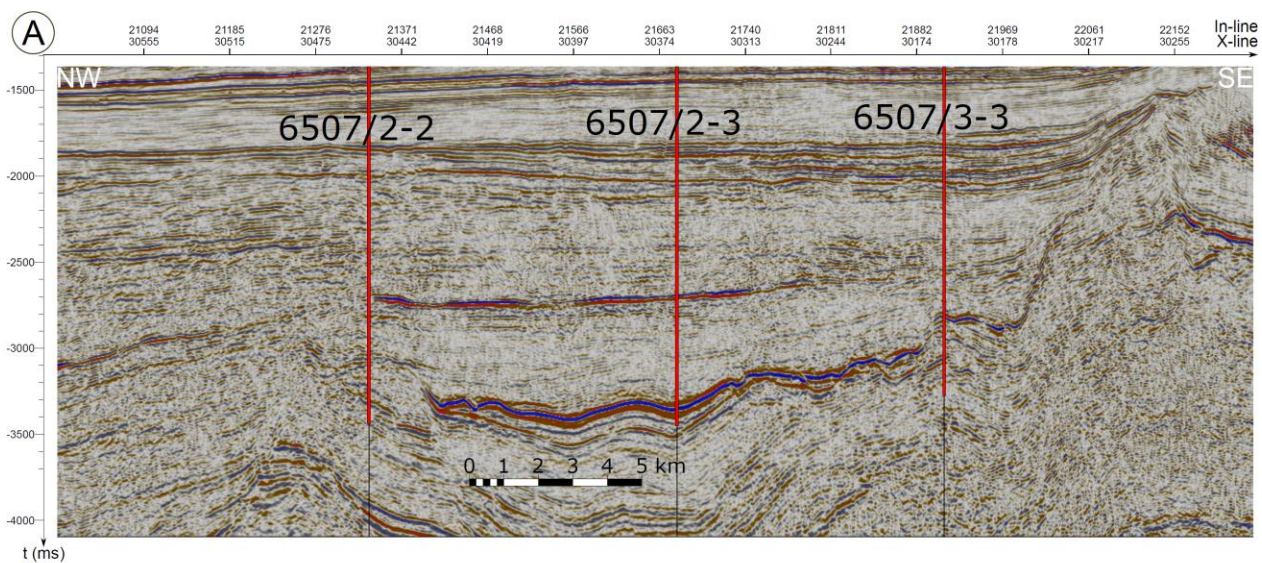 A
21094 21185 21276 21371 21468 21566 21663 21740 21811 21882 21969 22061 22152 In-line
30555 30515 30475 30442 30419 30397 30374 30313 30244 30174 30178 30217 30255 X-line
NW SE
-1500
6507/2-2 6507/2-3 6507/3-3
-2000
-2500
-3000
-3500
0 1 2 3 4 5 km
-4000
t (ms)